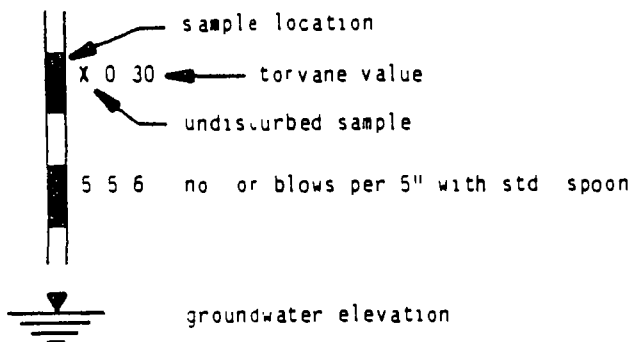 sample location
X 0 30 torvane value
undisturbed sample
5 5 6 no or blows per 5" with std spoon
groundwater elevation